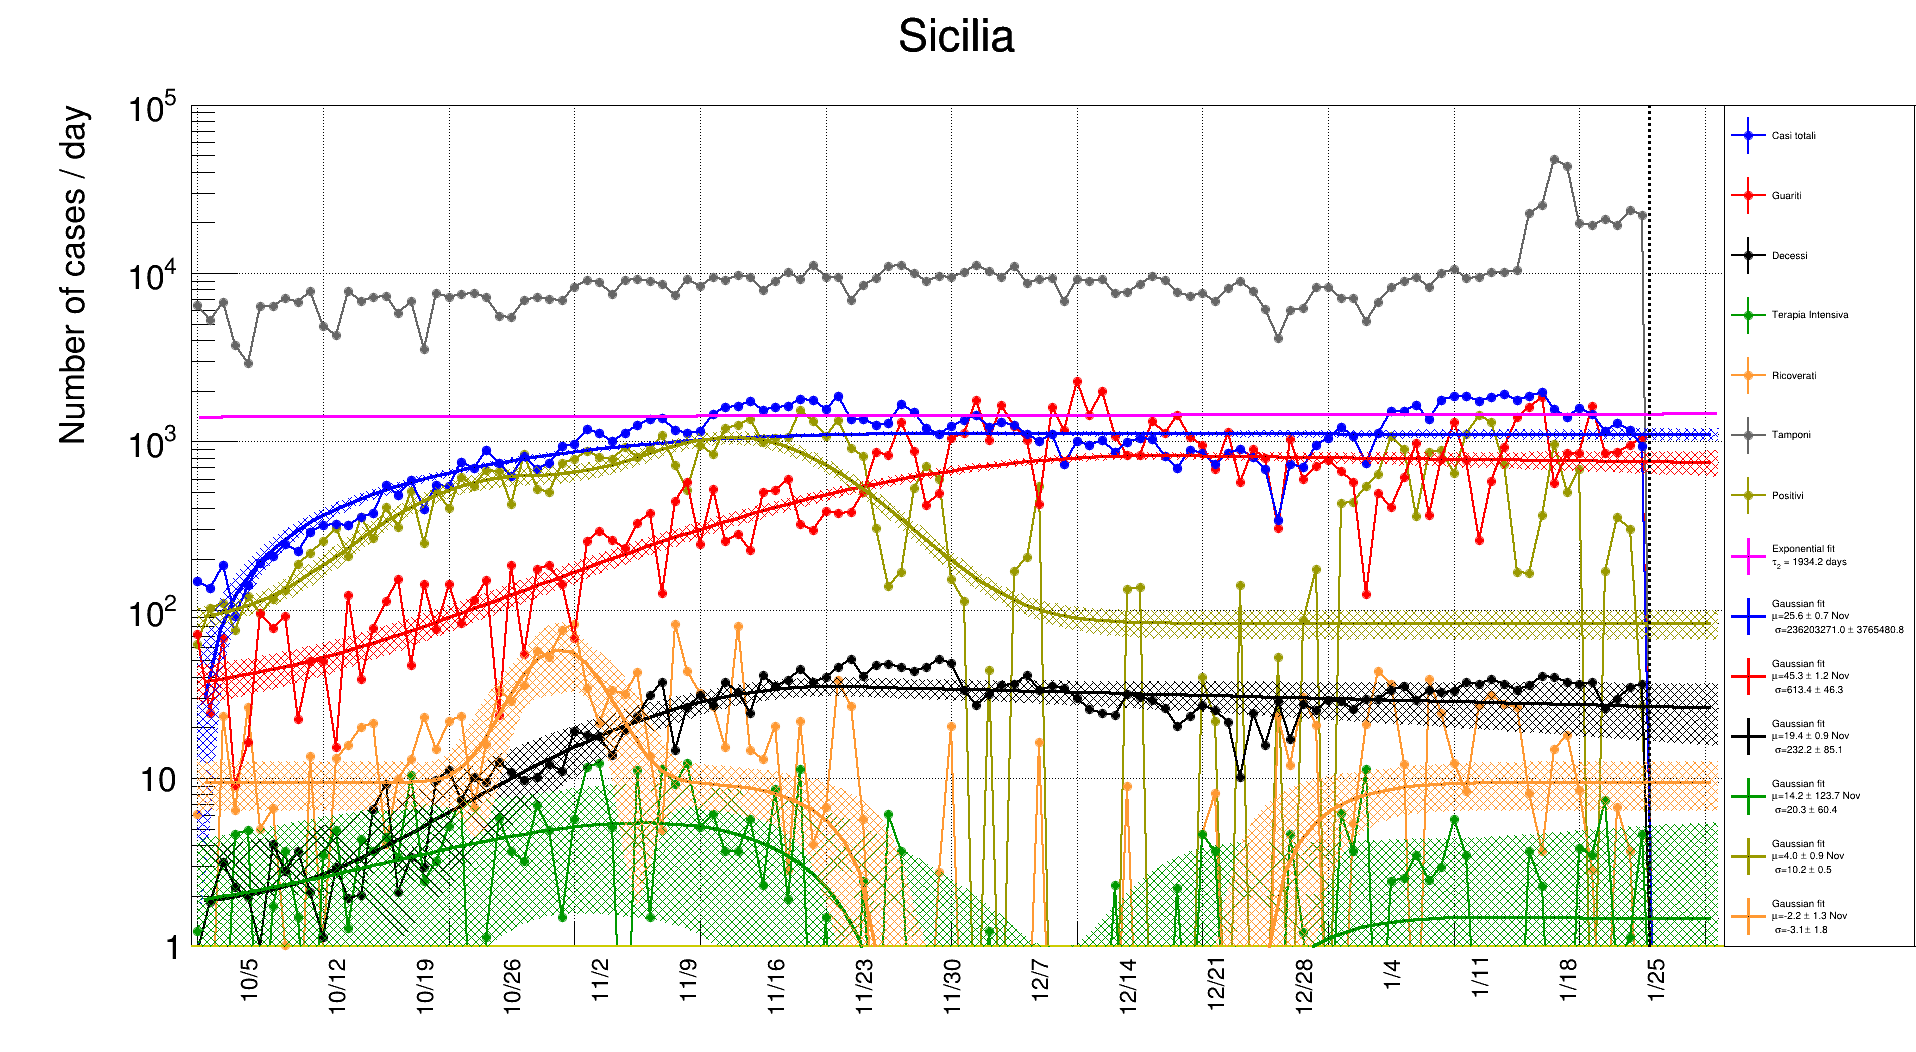 Sicilia
Number of cases / day
10^5
10^4
10^3
10^2
10
1
10/5
10/12
10/19
10/26
11/2
11/9
11/16
11/23
11/30
12/7
12/14
12/21
12/28
1/4
1/11
1/18
1/25
Casi totali
Guariti
Decessi
Terapia Intensiva
Ricoverati
Tamponi
Positivi
Exponential fit
τ₂ = 1934.2 days
Gaussian fit
μ=25.6 ± 0.7 Nov
σ=236203271.0 ± 3765480.8
Gaussian fit
μ=45.3 ± 1.2 Nov
σ=613.4 ± 46.3
Gaussian fit
μ=19.4 ± 0.9 Nov
σ=232.2 ± 85.1
Gaussian fit
μ=14.2 ± 123.7 Nov
σ=20.3 ± 60.4
Gaussian fit
μ=4.0 ± 0.9 Nov
σ=10.2 ± 0.5
Gaussian fit
μ=-2.2 ± 1.3 Nov
σ=-3.1 ± 1.8